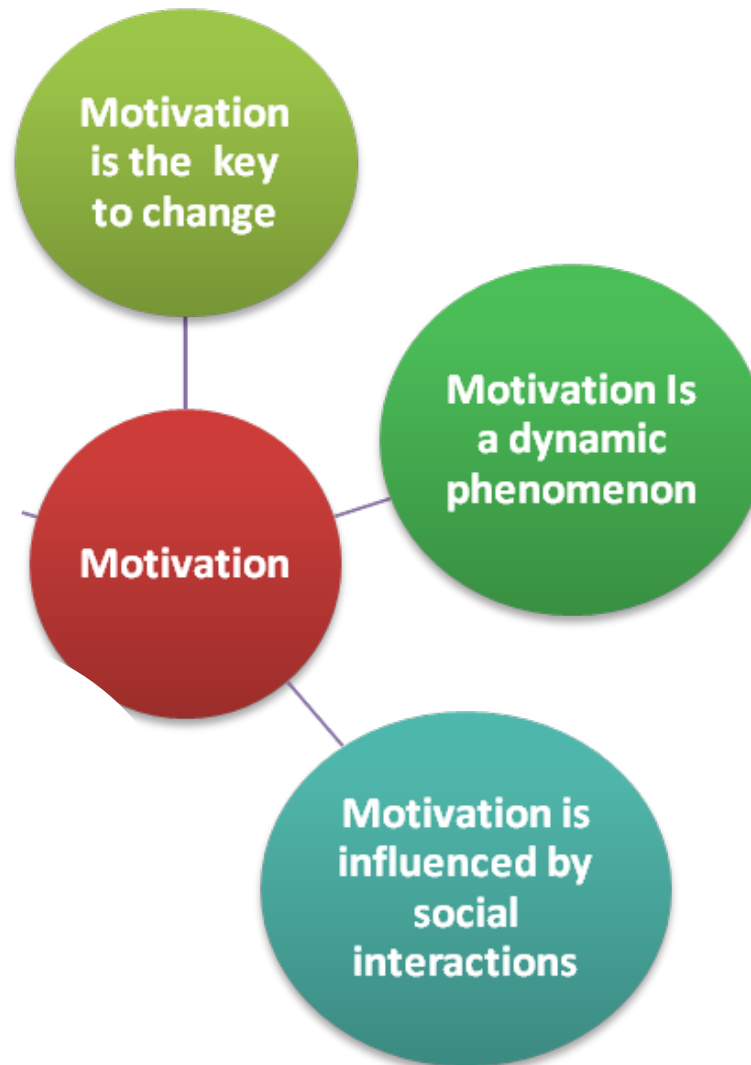 Motivation
is the key
to change
Motivation Is
a dynamic
phenomenon
Motivation
Motivation is
influenced by
social
interactions